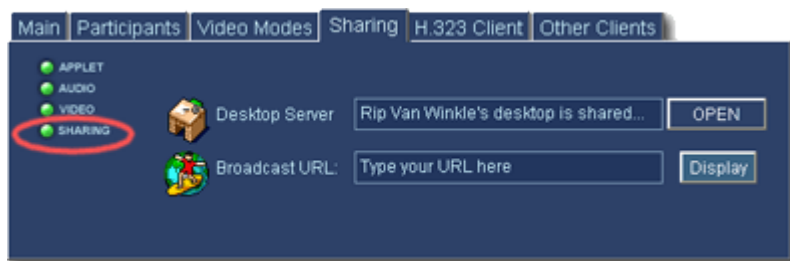 Main Participants Video Modes Sharing H.323 Client Other Clients
APPLET
AUDIO
VIDEO
SHARING
Desktop Server Rip Van Winkle's desktop is shared... OPEN
Broadcast URL: Type your URL here Display